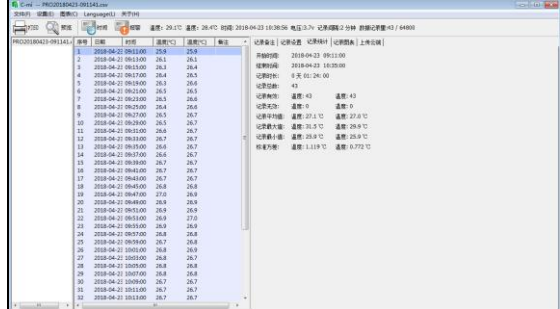 C-mi - PRO20180423-091141.csv
文件(F) 设置(E) 图表(C) Language(L) 关于(H)
打印 预览 时间 报警 温度: 29.1℃ 温度: 28.4℃ 时间: 2018-04-23 10:38:56 电压:3.7v 记录间隔:2 分钟 数据记录量:43 / 64800
PRO20180423-091141.c
序号 日期 时间 温度[℃] 温度[℃] 备注
1 2018-04-23 09:11:00 25.9 25.9
2 2018-04-23 09:13:00 26.1 26.1
3 2018-04-23 09:15:00 26.3 26.4
4 2018-04-23 09:17:00 26.4 26.5
5 2018-04-23 09:19:00 26.3 26.5
6 2018-04-23 09:21:00 26.5 26.5
7 2018-04-23 09:23:00 26.5 26.6
8 2018-04-23 09:25:00 26.4 26.6
9 2018-04-23 09:27:00 26.5 26.7
10 2018-04-23 09:29:00 26.5 26.7
11 2018-04-23 09:31:00 26.6 26.7
12 2018-04-23 09:33:00 26.7 26.7
13 2018-04-23 09:35:00 26.6 26.7
14 2018-04-23 09:37:00 26.6 26.7
15 2018-04-23 09:39:00 26.7 26.7
16 2018-04-23 09:41:00 26.7 26.7
17 2018-04-23 09:43:00 26.7 26.7
18 2018-04-23 09:45:00 26.8 26.8
19 2018-04-23 09:47:00 27.0 26.9
20 2018-04-23 09:49:00 26.9 26.9
21 2018-04-23 09:51:00 26.9 26.9
22 2018-04-23 09:53:00 26.9 27.0
23 2018-04-23 09:55:00 26.9 26.9
24 2018-04-23 09:57:00 26.8 26.8
25 2018-04-23 09:59:00 26.7 26.8
26 2018-04-23 10:01:00 26.8 26.9
27 2018-04-23 10:03:00 26.8 26.7
28 2018-04-23 10:05:00 26.8 26.8
29 2018-04-23 10:07:00 26.8 26.8
30 2018-04-23 10:09:00 26.7 26.7
31 2018-04-23 10:11:00 26.7 26.7
32 2018-04-23 10:13:00 26.7 26.7
记录备注 记录设置 记录统计 记录图表 上传云端
开始时间: 2018-04-23 09:11:00
结束时间: 2018-04-23 10:35:00
记录时长: 0 天 01:24:00
记录总数: 43
记录有效: 温度:43 温度:43
记录无效: 温度:0 温度:0
记录平均值: 温度:27.1 ℃ 温度:27.0 ℃
记录最大值: 温度:31.5 ℃ 温度:29.9 ℃
记录最小值: 温度:25.8 ℃ 温度:25.9 ℃
标准方差: 温度:1.119 ℃ 温度:0.772 ℃